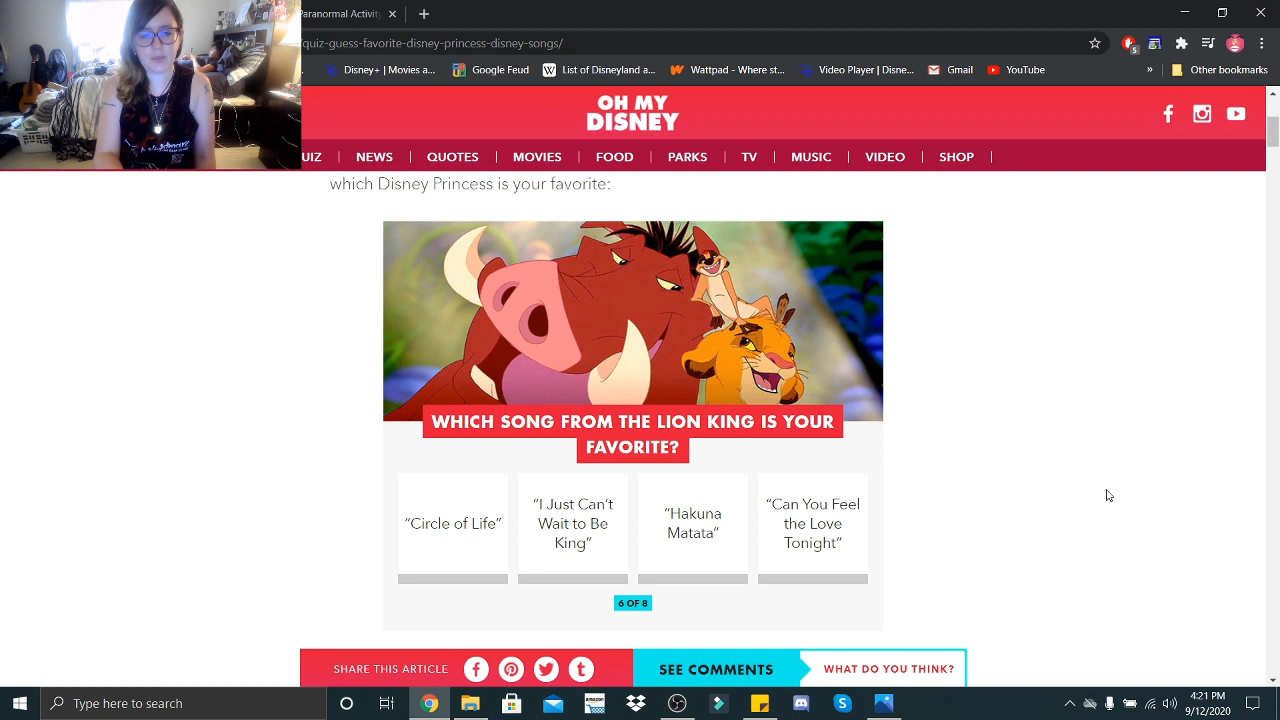 Paranormal Activit
/quiz-guess-favorite-disney-princess-disney-songs/
5
Disney+ | Movies a... Google Feud List of Disneyland a... Wattpad - Where st... Video Player | Disne... Gmail YouTube » Other bookmarks
OH MY
DISNEY
UIZ | NEWS | QUOTES | MOVIES | FOOD | PARKS | TV | MUSIC | VIDEO | SHOP |
which Disney Princess is your favorite:
WHICH SONG FROM THE LION KING IS YOUR
FAVORITE?
“Circle of Life”
“I Just Can’t
Wait to Be
King”
“Hakuna
Matata”
“Can You Feel
the Love
Tonight”
6 OF 8
SHARE THIS ARTICLE
SEE COMMENTS
WHAT DO YOU THINK?
Type here to search
amazon
4:21 PM
9/12/2020